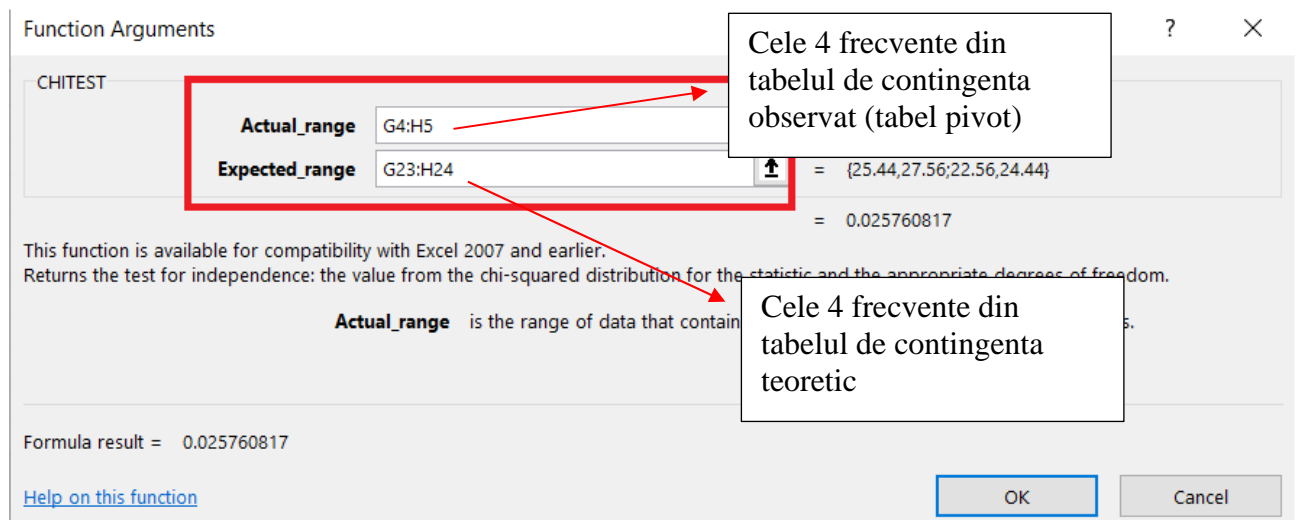 Function Arguments
? ×
CHITEST
Cele 4 frecvente din
tabelul de contingenta
observat (tabel pivot)
Actual_range G4:H5
Expected_range G23:H24 = {25.44,27.56;22.56,24.44}
= 0.025760817
This function is available for compatibility with Excel 2007 and earlier.
Returns the test for independence: the value from the chi-squared distribution for the statistic and the appropriate degrees of freedom.
Cele 4 frecvente din
tabelul de contingenta
teoretic
Actual_range is the range of data that contain
Formula result = 0.025760817
Help on this function
OK
Cancel